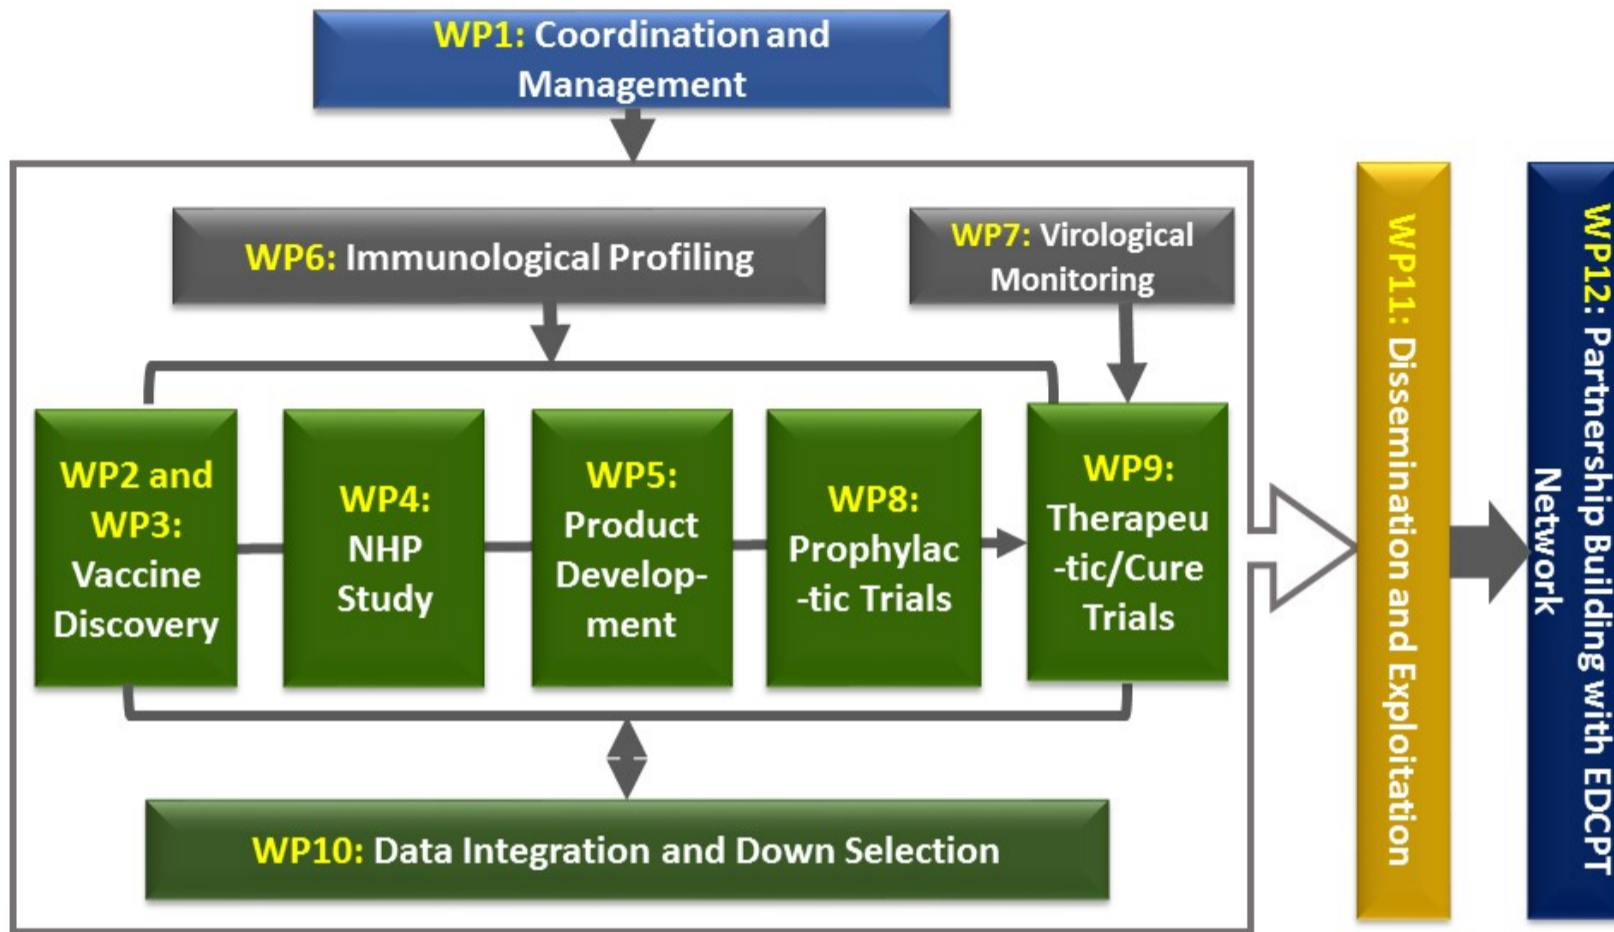 WP1: Coordination and
Management
WP6: Immunological Profiling
WP7: Virological
Monitoring
WP2 and
WP3:
Vaccine
Discovery
WP4:
NHP
Study
WP5:
Product
Develop-
ment
WP8:
Prophylac
-tic Trials
WP9:
Therapeu
-tic/Cure
Trials
WP10: Data Integration and Down Selection
WP11: Dissemination and Exploitation
WP12: Partnership Building with EDCPT
Network